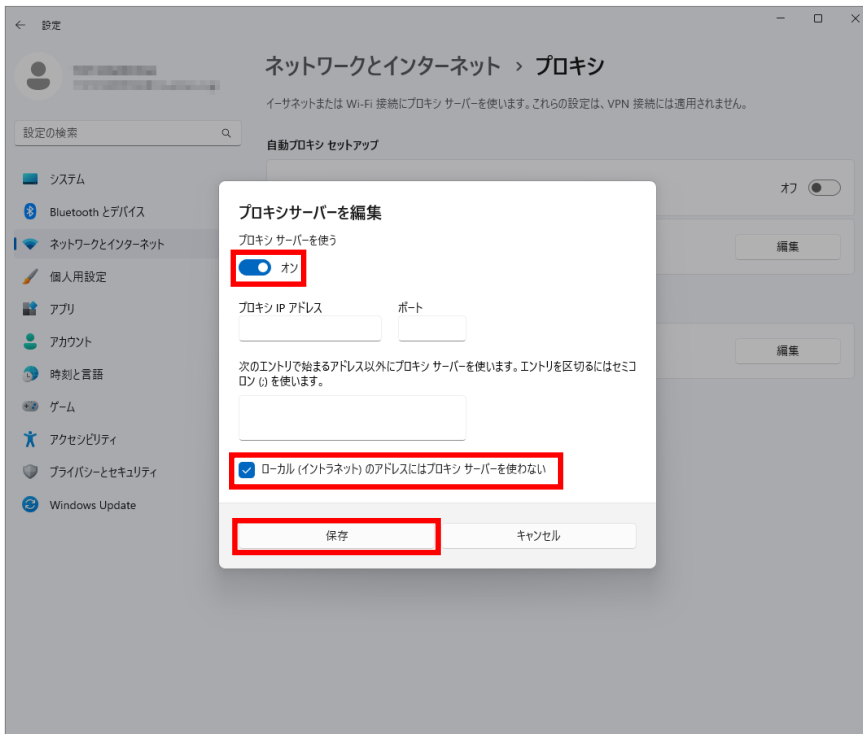 設定
ネットワークとインターネット › プロキシ
イーサネットまたは Wi-Fi 接続にプロキシ サーバーを使います。これらの設定は、VPN 接続には適用されません。
設定の検索
自動プロキシ セットアップ
システム
オフ
Bluetooth とデバイス
ネットワークとインターネット
編集
個人用設定
アプリ
アカウント
編集
時刻と言語
ゲーム
アクセシビリティ
プライバシーとセキュリティ
Windows Update
プロキシサーバーを編集
プロキシ サーバーを使う
オン
プロキシ IP アドレス
ポート
次のエントリで始まるアドレス以外にプロキシ サーバーを使います。エントリを区切るにはセミコ
ロン (;) を使います。
ローカル (イントラネット) のアドレスにはプロキシ サーバーを使わない
保存
キャンセル